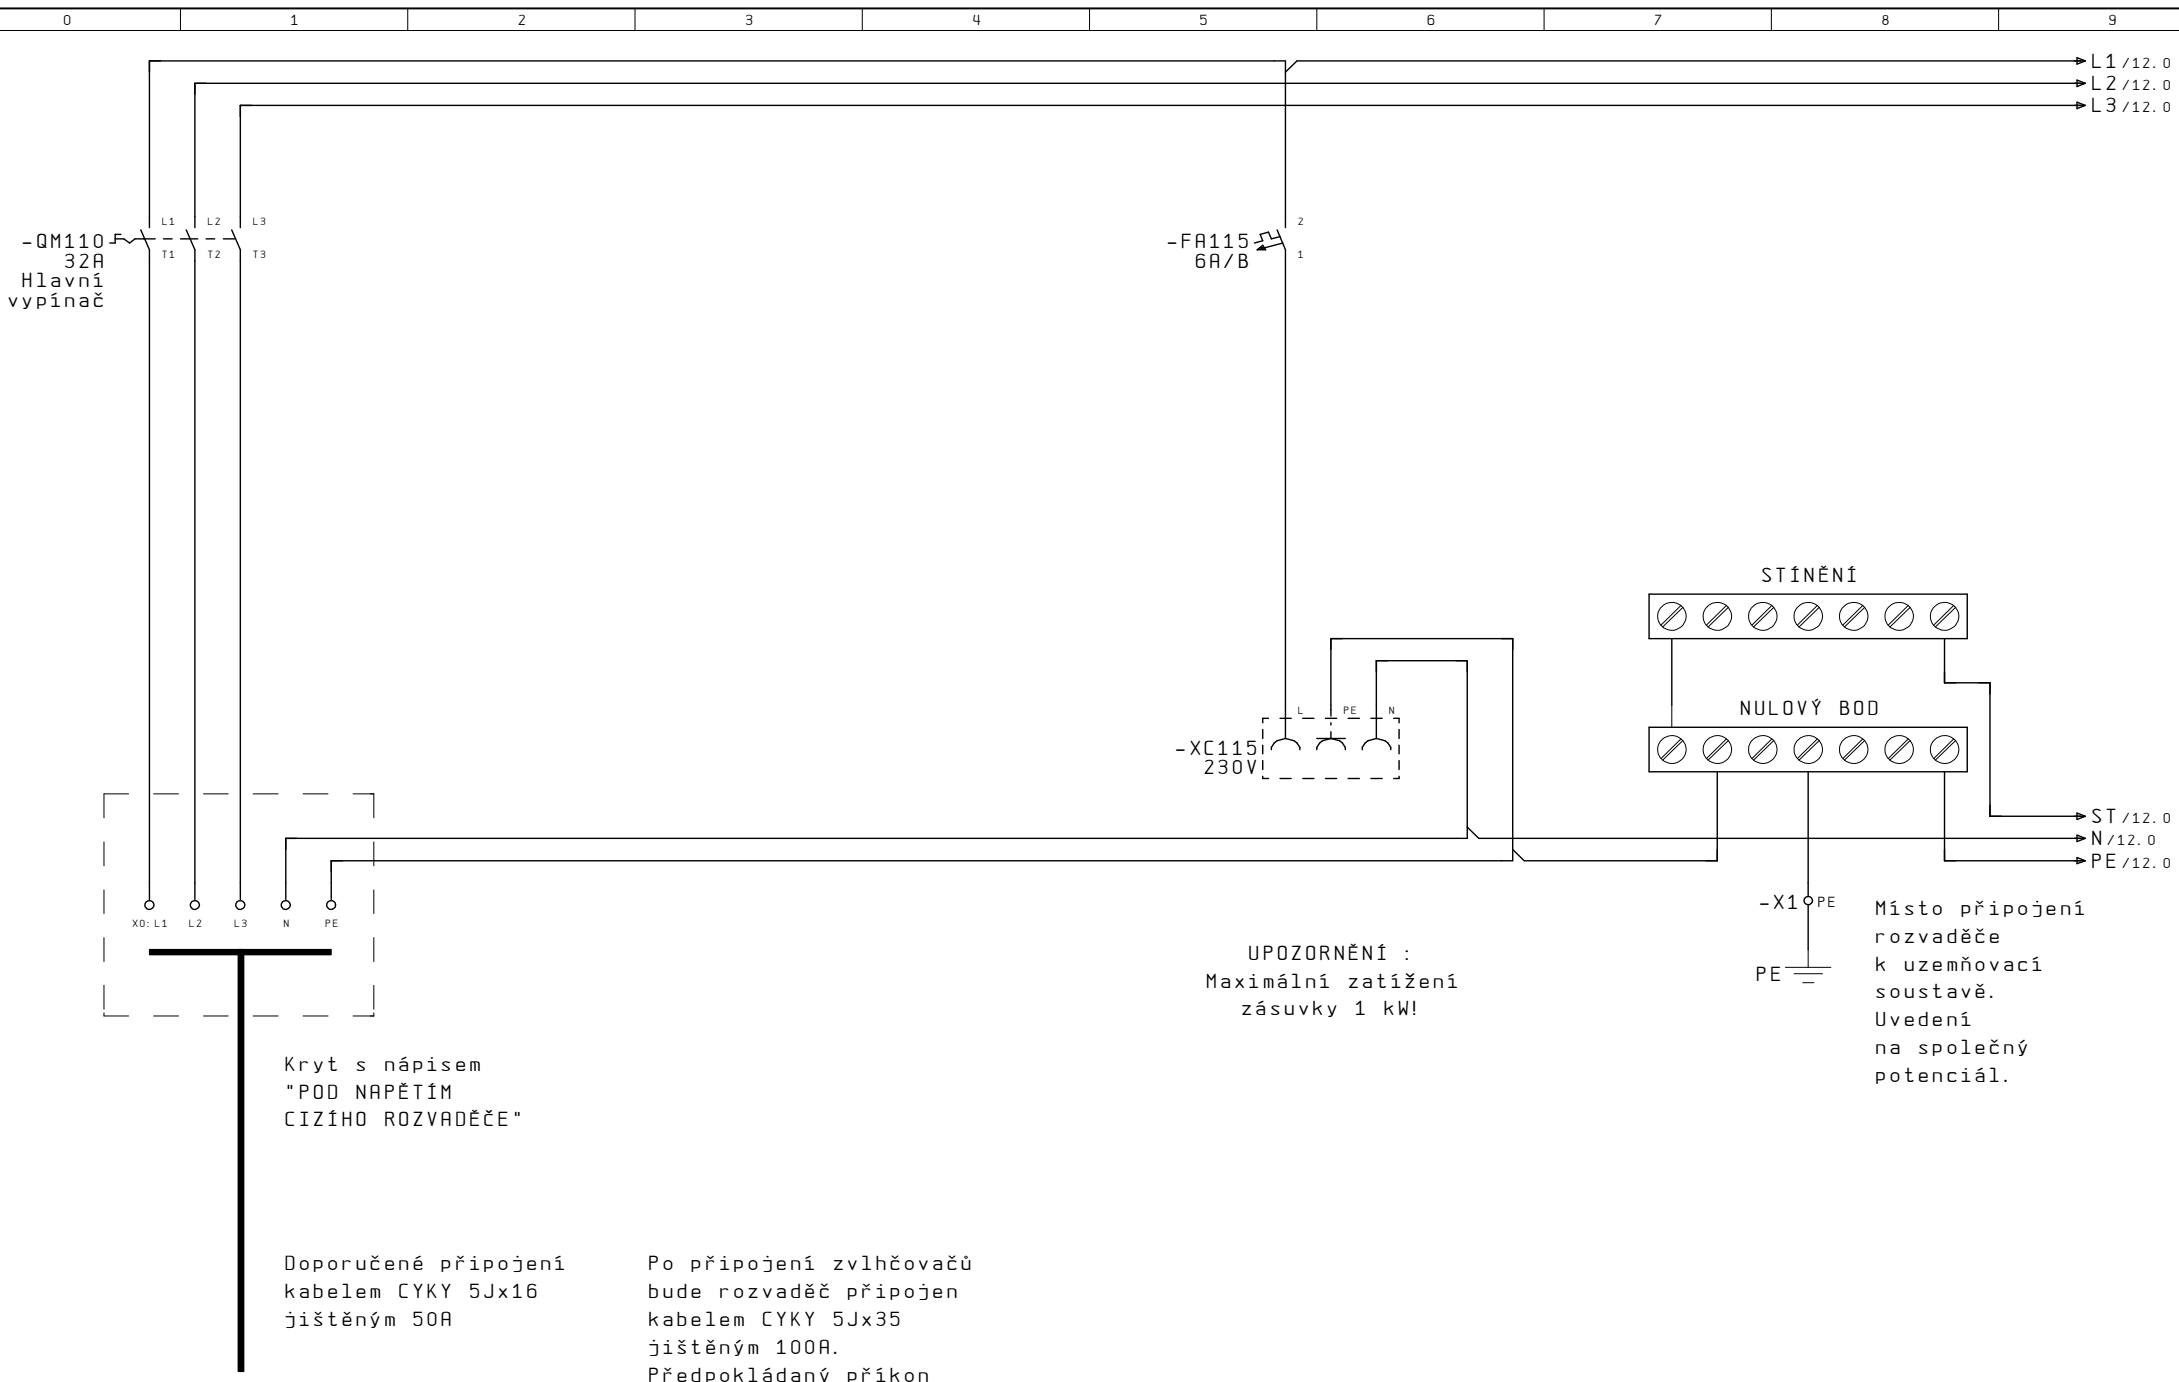 0 1 2 3 4 5 6 7 8 9
L1/12.0
L2/12.0
L3/12.0
L1 L2 L3
-QM110
32A
Hlavní
vypínač
T1 T2 T3
2
-FA115
6A/B
1
STÍNĚNÍ
NULOVÝ BOD
L PE N
-XC115
230V
ST/12.0
N/12.0
PE/12.0
X0:L1 L2 L3 N PE
-X1 PE
PE
Místo připojení
rozvaděče
k uzemňovací
soustavě.
Uvedení
na společný
potenciál.
UPOZORNĚNÍ :
Maximální zatížení
zásuvky 1 kW!
Kryt s nápisem
"POD NAPĚTÍM
CIZÍHO ROZVADĚČE"
Doporučené připojení
kabelem CYKY 5Jx16
jištěným 50A
Po připojení zvlhčovačů
bude rozvaděč připojen
kabelem CYKY 5Jx35
jištěným 100A.
Předpokládaný příkon